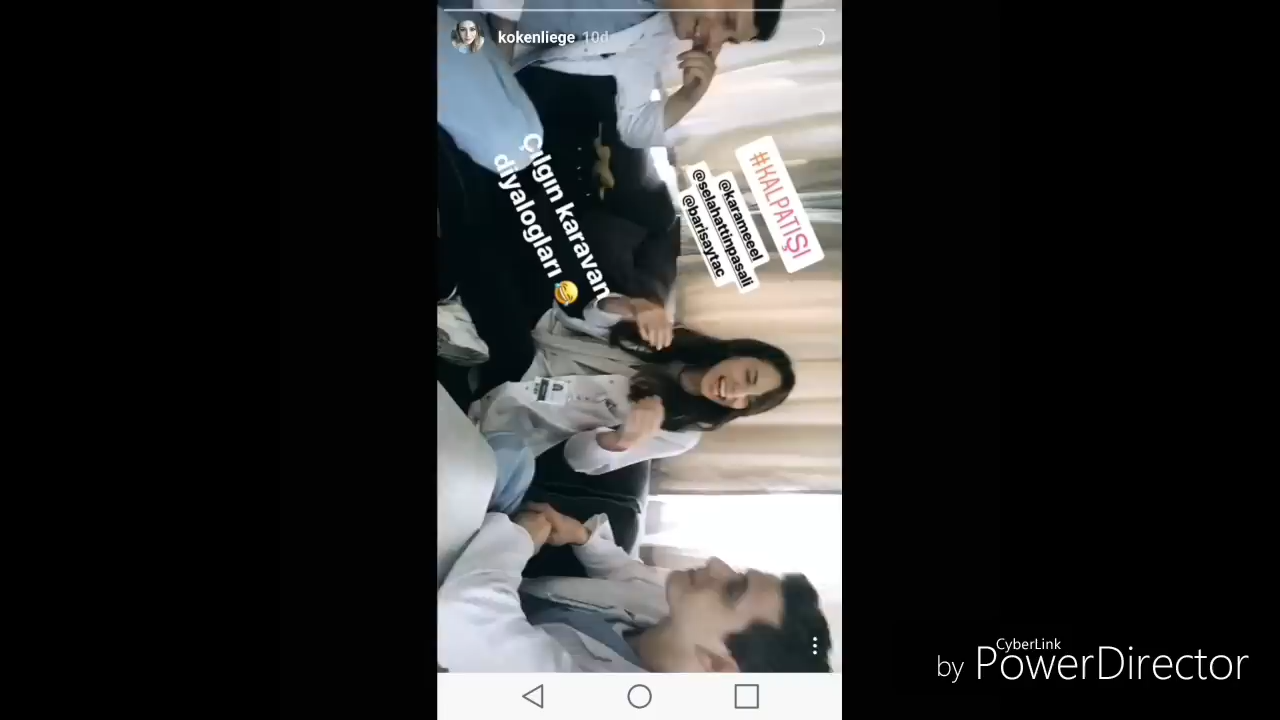 kokenliege 10d
#KALPATIŞI
@karameeel
@selahattinpasali
@barisaytac
Çılgın karavan
diyalogları 😂
CyberLink
by PowerDirector